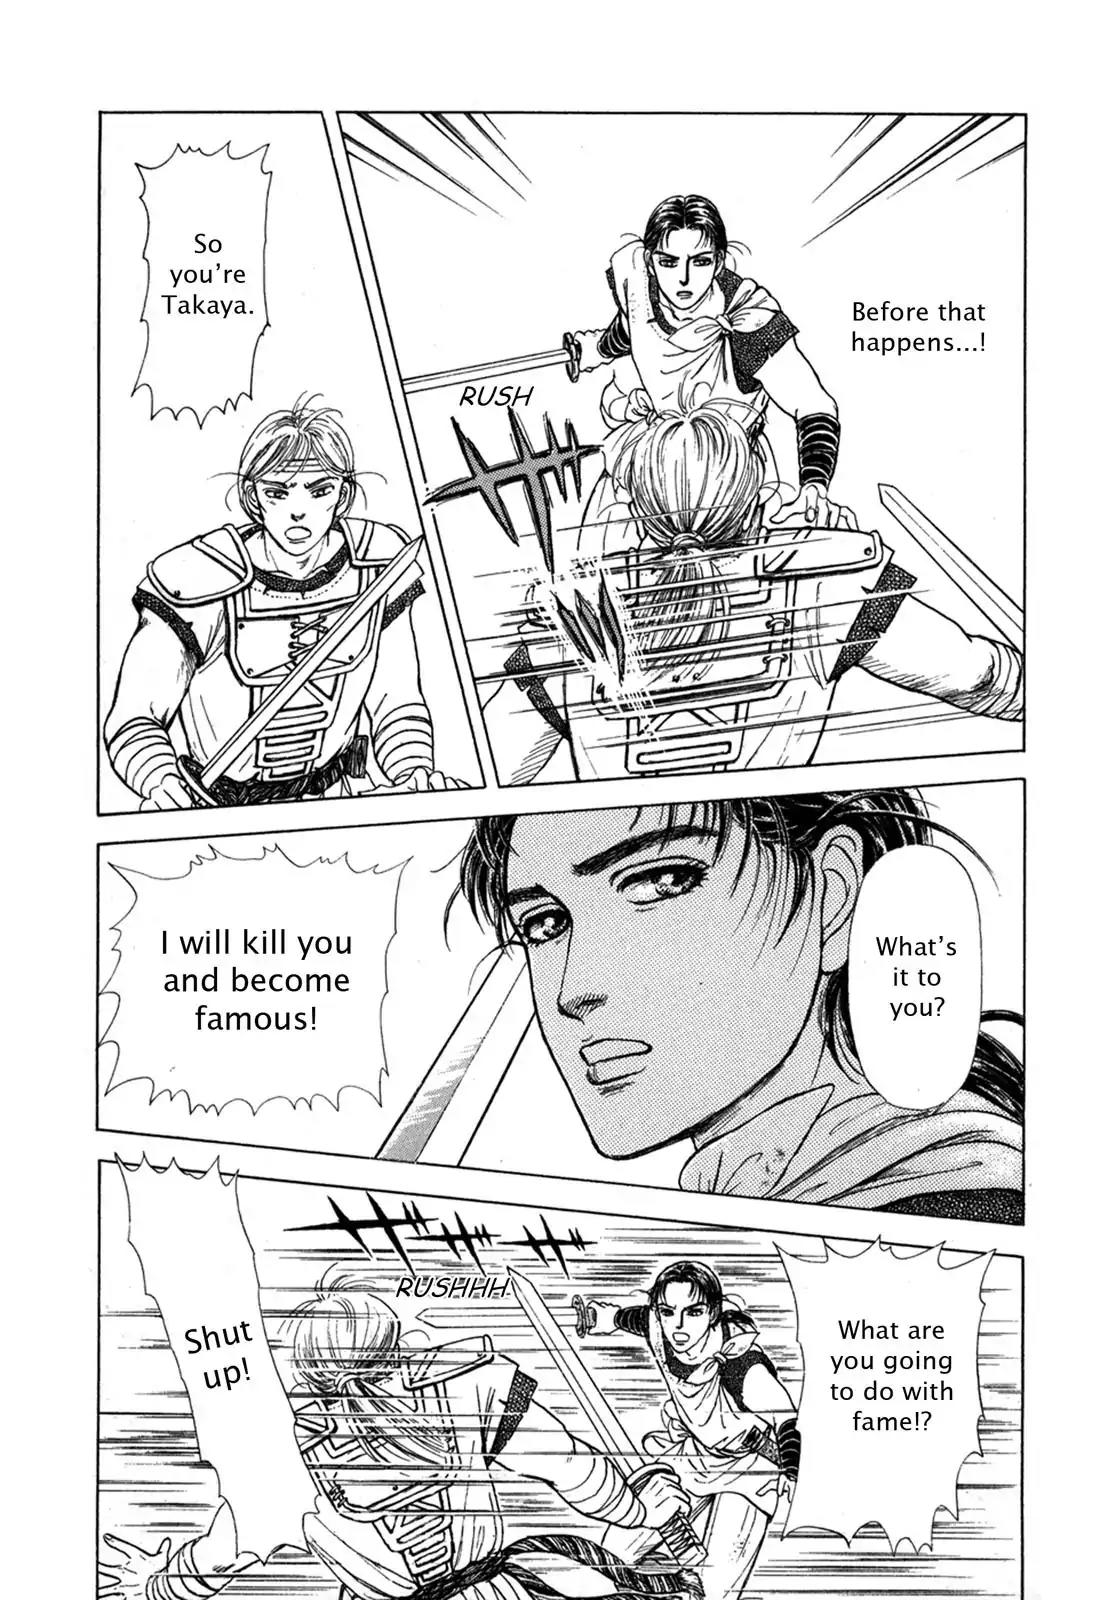 Before that
happens...!
RUSH
So
you're
Takaya.
What's
it to
you?
I will kill you
and become
famous!
What are
you going
to do with
fame!?
RUSHHH
Shut
up!